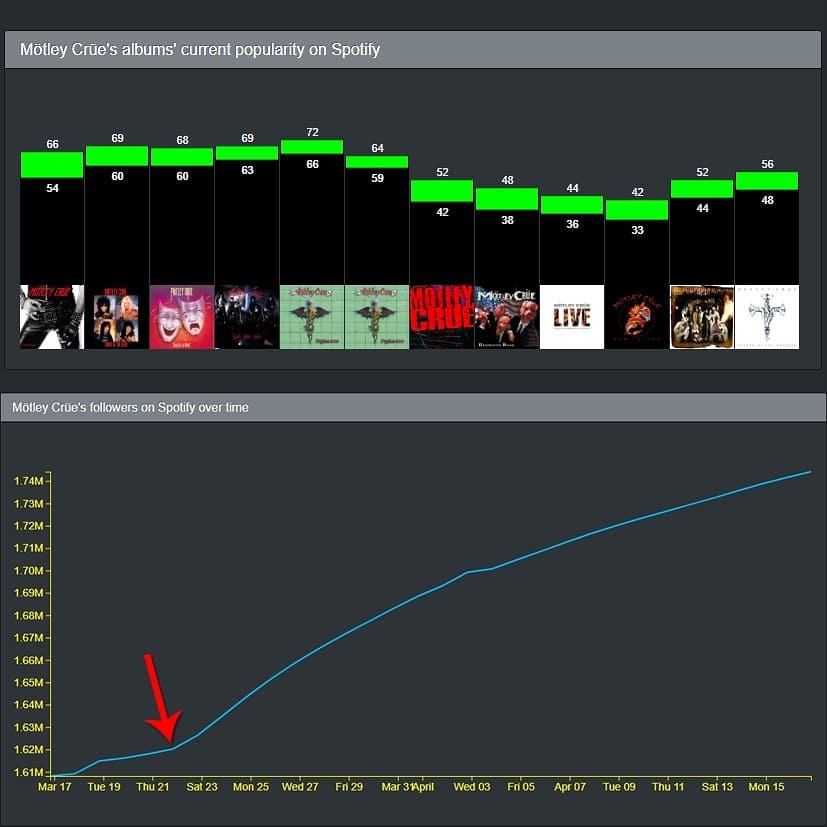 Mötley Crüe's albums' current popularity on Spotify
66 69 68 69 72 64 52 48 44 42 52 56
54 60 60 63 66 59 42 38 36 33 44 48
MÖTLEY CRÜE
LIVE
Mötley Crüe's followers on Spotify over time
1.74M
1.73M
1.72M
1.71M
1.70M
1.69M
1.68M
1.67M
1.66M
1.65M
1.64M
1.63M
1.62M
1.61M
Mar 17 Tue 19 Thu 21 Sat 23 Mon 25 Wed 27 Fri 29 Mar 31 April Wed 03 Fri 05 Apr 07 Tue 09 Thu 11 Sat 13 Mon 15